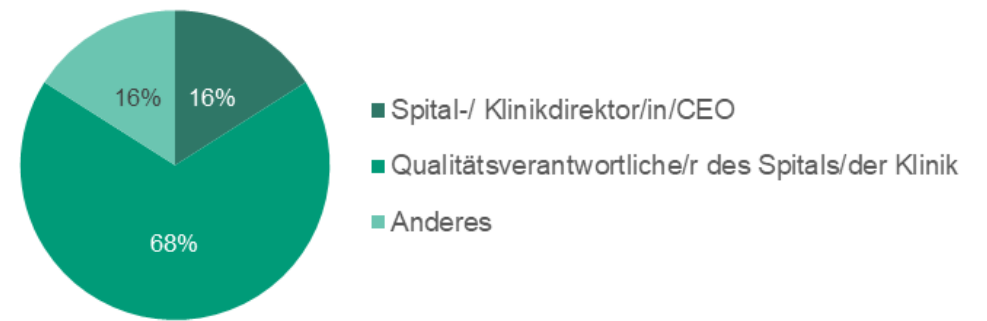 16% 16%
68%
Spital-/ Klinikdirektor/in/CEO
Qualitätsverantwortliche/r des Spitals/der Klinik
Anderes